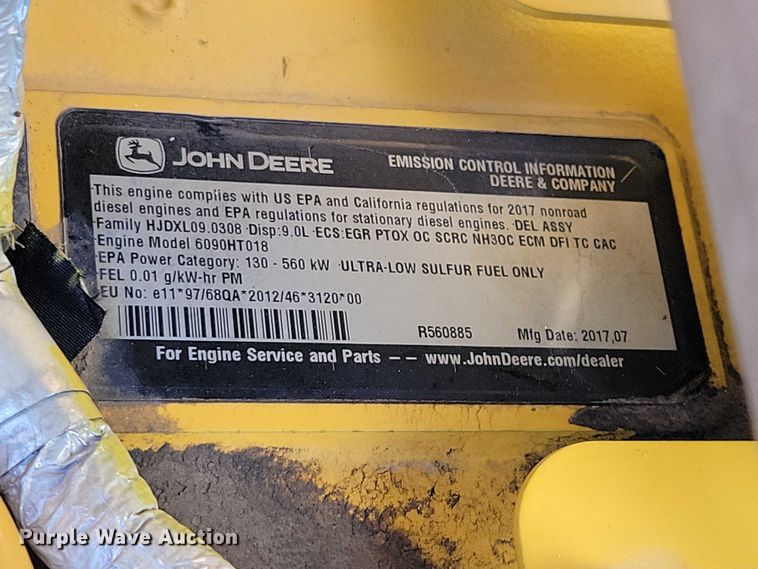 JOHN DEERE
EMISSION CONTROL INFORMATION
DEERE & COMPANY
This engine complies with US EPA and California regulations for 2017 nonroad
diesel engines and EPA regulations for stationary diesel engines. DEL ASSY
Family HJDXL09.0308 Disp:9.0L ECS:EGR PTOX OC SCRC NH3OC ECM DFI TC CAC
Engine Model 6090HT018
EPA Power Category: 130 - 560 kW ULTRA-LOW SULFUR FUEL ONLY
FEL 0.01 g/kW-hr PM
EU No: e11*97/68QA*2012/46*3120*00
R560885 Mfg Date: 2017,07
For Engine Service and Parts -- www.JohnDeere.com/dealer
Purple Wave Auction